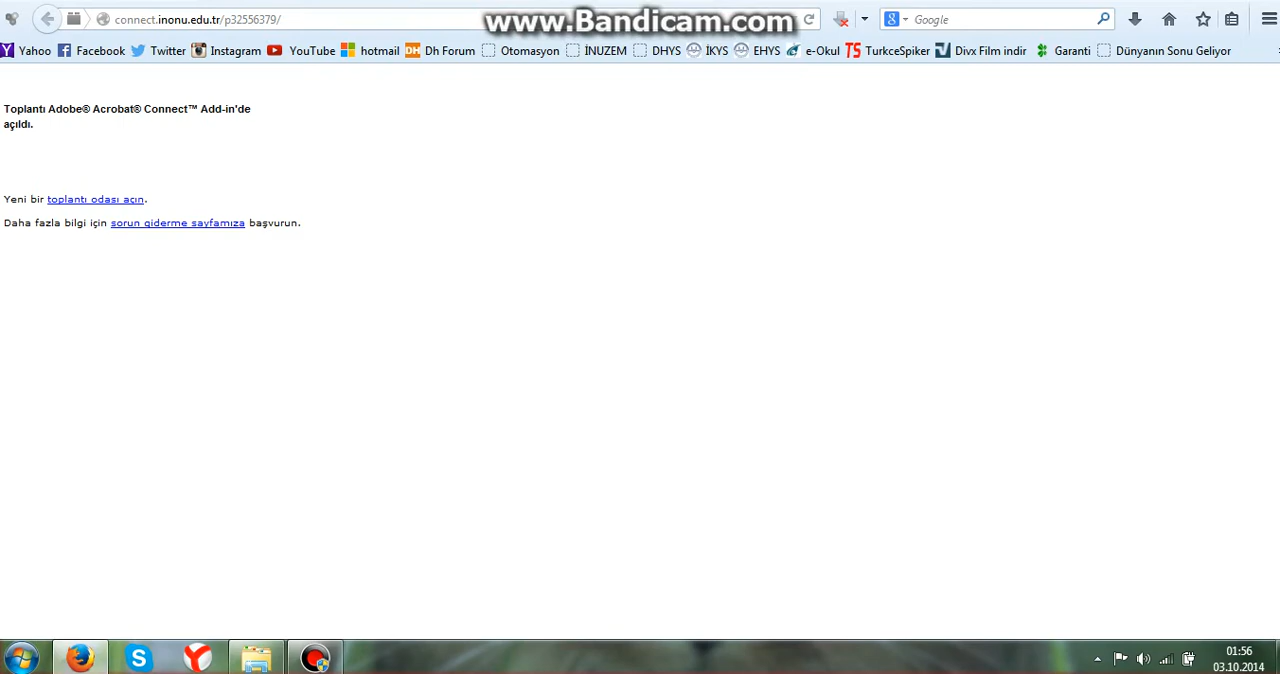 connect.inonu.edu.tr/p32556379/
www.Bandicam.com
Google
Yahoo Facebook Twitter Instagram YouTube hotmail Dh Forum Otomasyon İNUZEM DHYS İKYS EHYS e-Okul TurkceSpiker Divx Film indir Garanti Dünyanın Sonu Geliyor
Toplantı Adobe® Acrobat® Connect™ Add-in'de
açıldı.
Yeni bir toplantı odası açın.
Daha fazla bilgi için sorun giderme sayfamıza başvurun.
01:56
03.10.2014